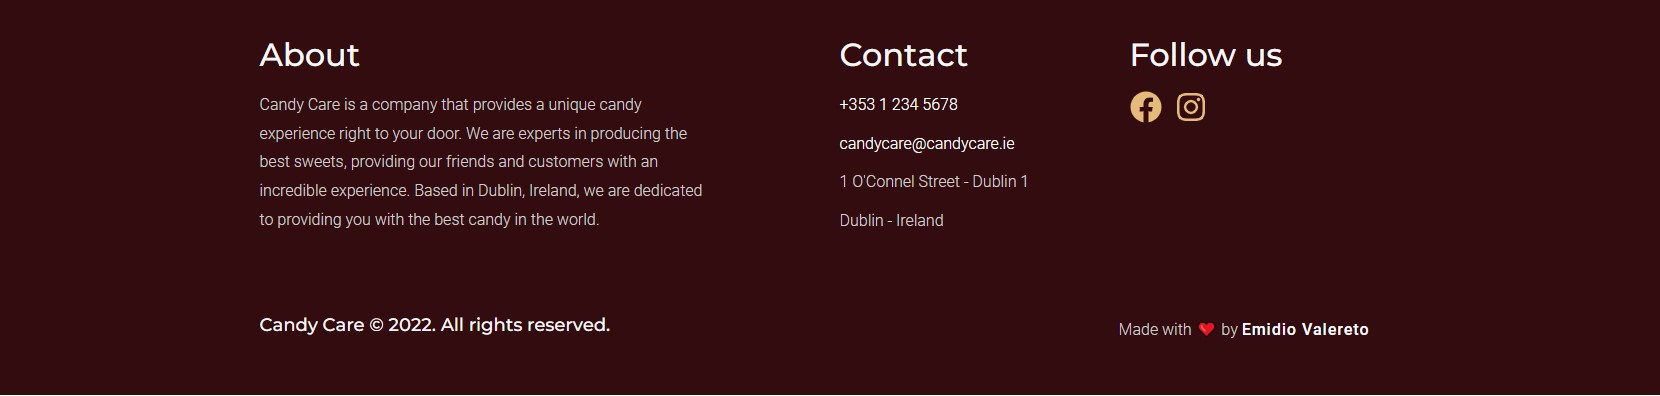 About
Candy Care is a company that provides a unique candy
experience right to your door. We are experts in producing the
best sweets, providing our friends and customers with an
incredible experience. Based in Dublin, Ireland, we are dedicated
to providing you with the best candy in the world.
Contact
+353 1 234 5678
candycare@candycare.ie
1 O'Connel Street - Dublin 1
Dublin - Ireland
Follow us
Candy Care © 2022. All rights reserved.
Made with ❤ by Emidio Valereto